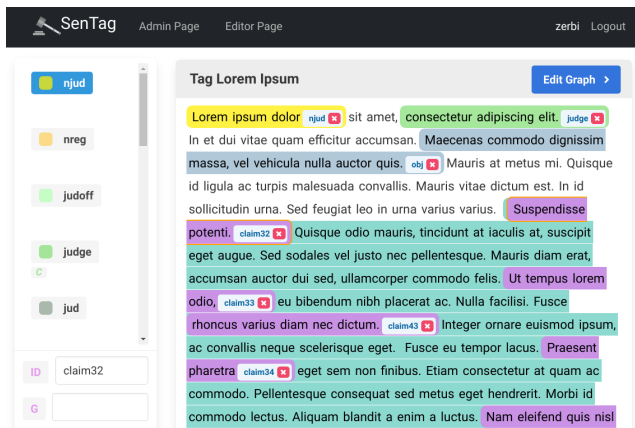 SenTag Admin Page Editor Page zerbi Logout
njud
nreg
judoff
judge
C
jud
ID claim32
G
Tag Lorem Ipsum Edit Graph
Lorem ipsum dolor njud sit amet, consectetur adipiscing elit. judge
In et dui vitae quam efficitur accumsan. Maecenas commodo dignissim
massa, vel vehicula nulla auctor quis. obj Mauris at metus mi. Quisque
id ligula ac turpis malesuada convallis. Mauris vitae dictum est. In id
sollicitudin urna. Sed feugiat leo in urna varius varius. Suspendisse
potenti. claim32 Quisque odio mauris, tincidunt at iaculis at, suscipit
eget augue. Sed sodales vel justo nec pellentesque. Mauris diam erat,
accumsan auctor dui sed, ullamcorper commodo felis. Ut tempus lorem
odio, claim33 eu bibendum nibh placerat ac. Nulla facilisi. Fusce
rhoncus varius diam nec dictum. claim43 Integer ornare euismod ipsum,
ac convallis neque scelerisque eget. Fusce eu tempor lacus. Praesent
pharetra claim34 eget sem non finibus. Etiam consectetur at quam ac
commodo. Pellentesque consequat sed metus eget hendrerit. Morbi id
commodo lectus. Aliquam blandit a enim a luctus. Nam eleifend quis nisl